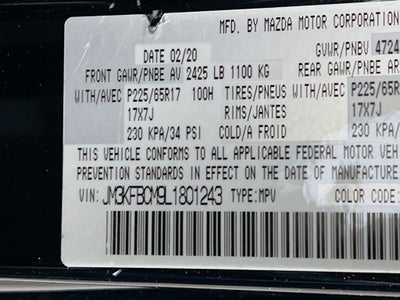 MFD. BY MAZDA MOTOR CORPORATION
DATE 02/20 GVWR/PNBV 4724
FRONT GAWR/PNBE AV 2425 LB 1100 KG REAR GAWR/PNBE AR
WITH/AVEC P225/65R17 100H TIRES/PNEUS WITH/AVEC P225/65R
17X7J RIMS/JANTES 17X7J
230 KPA/34 PSI COLD/A FROID 230 KPA/
THIS VEHICLE CONFORMS TO ALL APPLICABLE FEDERAL MOTOR VEH
PREVENTION STANDARDS IN EFFECT ON THE DATE OF MANUFACTURE
VIN: JM3KFBCM9L1801243 TYPE:MPV COLOR CODE: